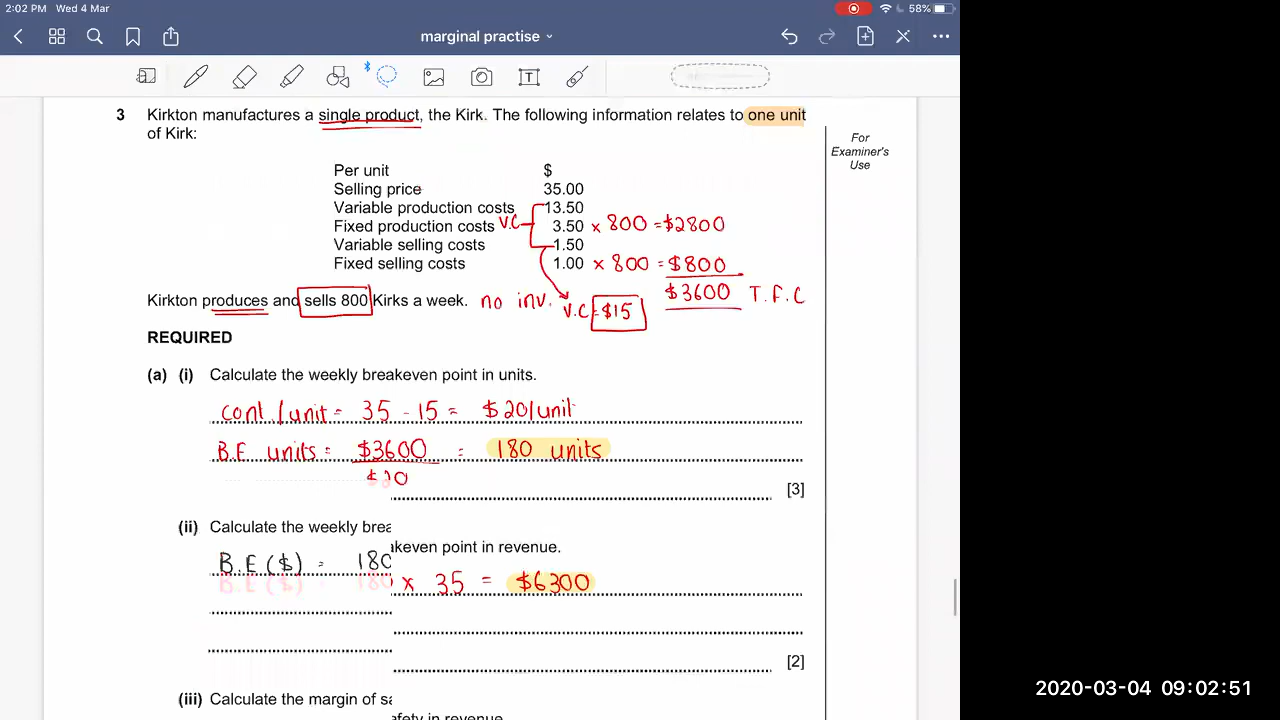 2:02 PM Wed 4 Mar
58%
marginal practise
3 Kirkton manufactures a single product, the Kirk. The following information relates to one unit
of Kirk:
For
Examiner's
Use
Per unit $
Selling price 35.00
Variable production costs 13.50
Fixed production costs V.C 3.50 × 800 = $2800
Variable selling costs 1.50
Fixed selling costs 1.00 × 800 = $800
$3600 T.F.C
Kirkton produces and sells 800 Kirks a week. no inv.
V.C = $15
REQUIRED
(a) (i) Calculate the weekly breakeven point in units.
cont./unit = 35 - 15 = $20/unit
B.E units = $3600 = 180 units
$20
[3]
(ii) Calculate the weekly brea
akeven point in revenue.
B.E ($) = 180
B.E ($) 180 × 35 = $6300
[2]
(iii) Calculate the margin of sa
afety in revenue.
2020-03-04 09:02:51